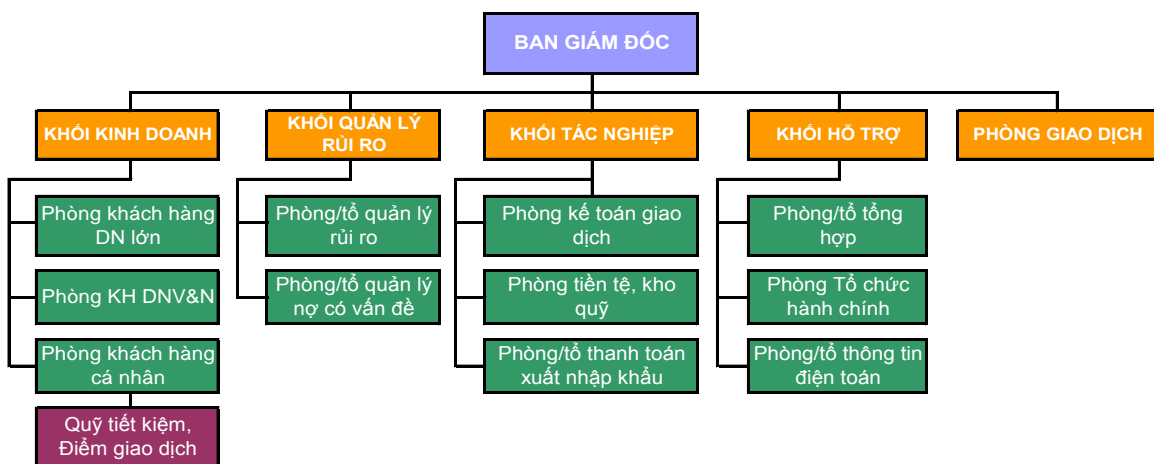 BAN GIÁM ĐỐC
KHỐI KINH DOANH
KHỐI QUẢN LÝ
RỦI RO
KHỐI TÁC NGHIỆP
KHỐI HỖ TRỢ
PHÒNG GIAO DỊCH
Phòng khách hàng
DN lớn
Phòng/tổ quản lý
rủi ro
Phòng kế toán giao
dịch
Phòng/tổ tổng
hợp
Phòng KH DNV&N
Phòng/tổ quản lý
nợ có vấn đề
Phòng tiền tệ, kho
quỹ
Phòng Tổ chức
hành chính
Phòng khách hàng
cá nhân
Phòng/tổ thanh toán
xuất nhập khẩu
Phòng/tổ thông tin
điện toán
Quỹ tiết kiệm,
Điểm giao dịch